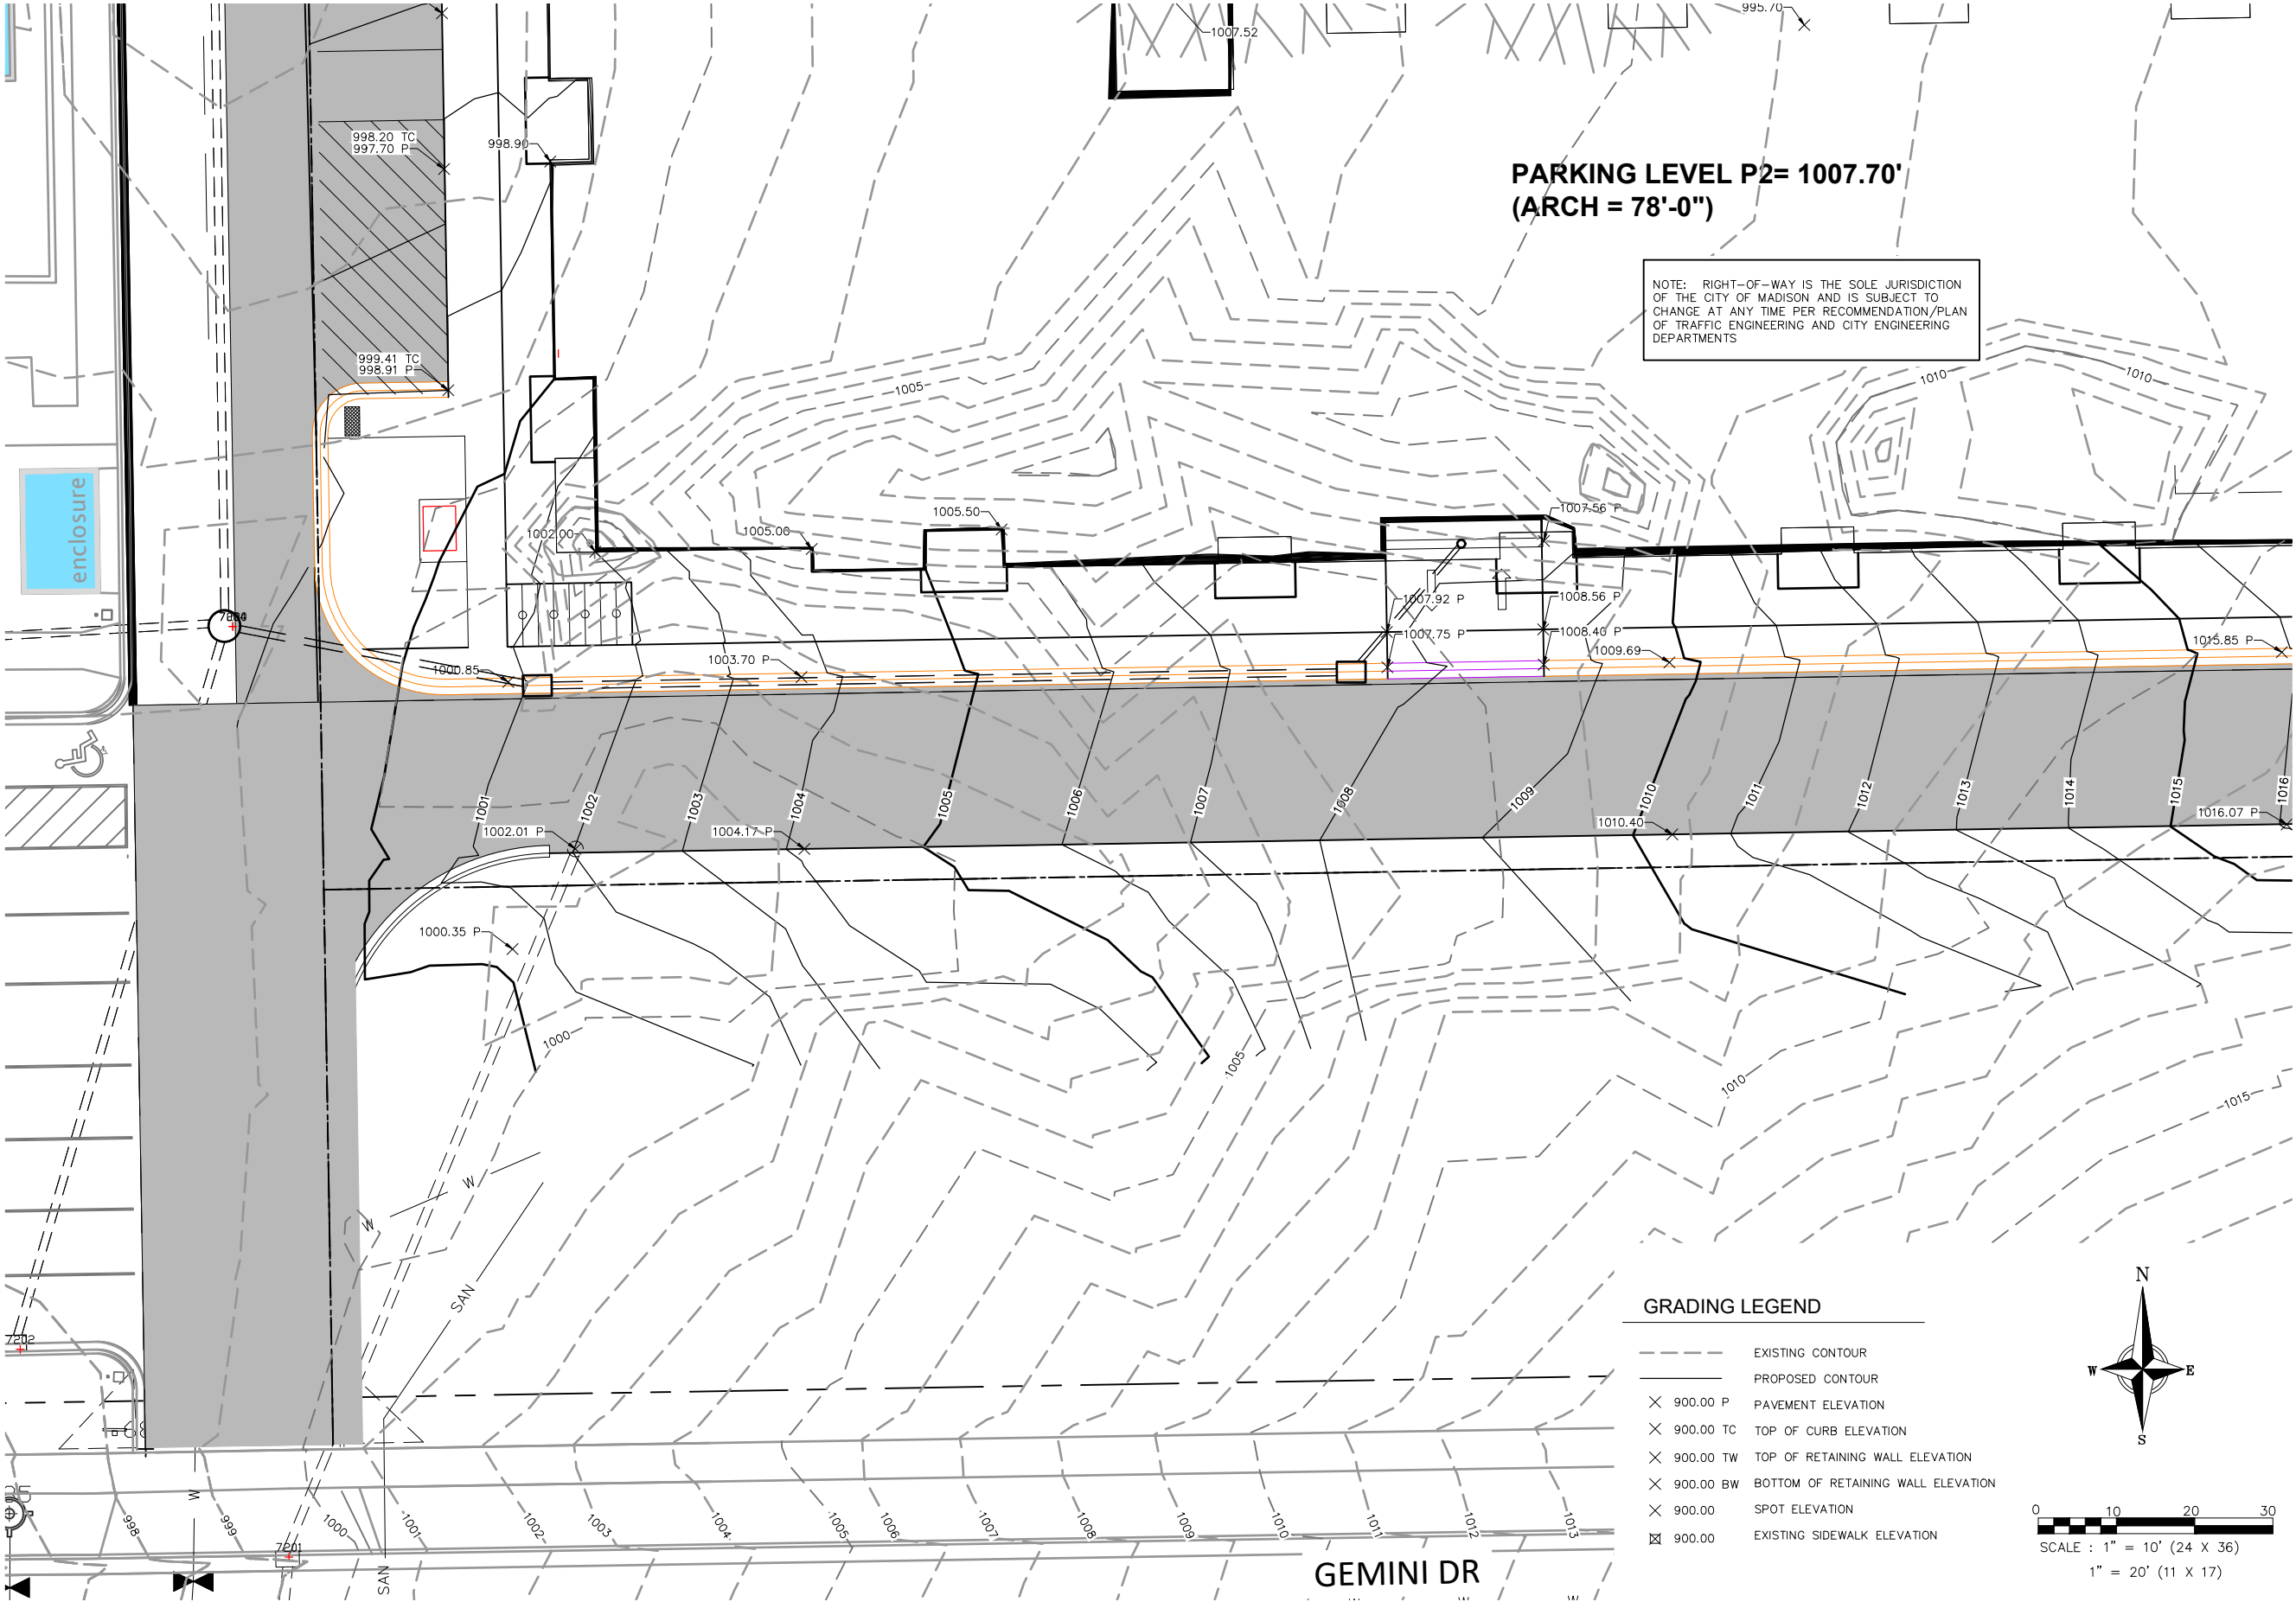 995.70
1007.52
998.20 TC
997.70 P
998.90
PARKING LEVEL P2= 1007.70'
(ARCH = 78'-0")
NOTE: RIGHT-OF-WAY IS THE SOLE JURISDICTION
OF THE CITY OF MADISON AND IS SUBJECT TO
CHANGE AT ANY TIME PER RECOMMENDATION/PLAN
OF TRAFFIC ENGINEERING AND CITY ENGINEERING
DEPARTMENTS
999.41 TC
998.91 P
1005
1010
1010
enclosure
1002.00
1005.00
1005.50
1007.56 P
1007.92 P
1008.56 P
1007.75 P
1008.40 P
1009.69
1015.85 P
1000.85
1003.70 P
1001
1002
1003
1004
1005
1006
1007
1008
1009
1010
1011
1012
1013
1014
1015
1016
1002.01 P
1004.17 P
1010.40
1016.07 P
1000.35 P
1000
1005
1010
1015
W
W
SAN
7202
GRADING LEGEND
EXISTING CONTOUR
PROPOSED CONTOUR
900.00 P PAVEMENT ELEVATION
900.00 TC TOP OF CURB ELEVATION
900.00 TW TOP OF RETAINING WALL ELEVATION
900.00 BW BOTTOM OF RETAINING WALL ELEVATION
900.00 SPOT ELEVATION
900.00 EXISTING SIDEWALK ELEVATION
N
W
E
S
0 10 20 30
SCALE : 1" = 10' (24 X 36)
1" = 20' (11 X 17)
W
998
999
1000
1001
1002
1003
1004
1005
1006
1007
1008
1009
1010
1011
1012
1013
7201
SAN
GEMINI DR